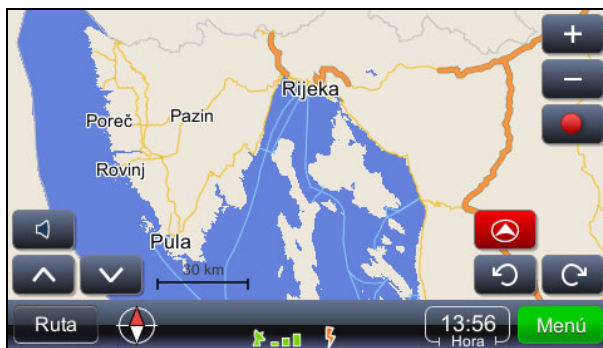 Rijeka
Poreč
Pazin
Rovinj
Pula
30 km
Ruta
13:56
Hora
Menú